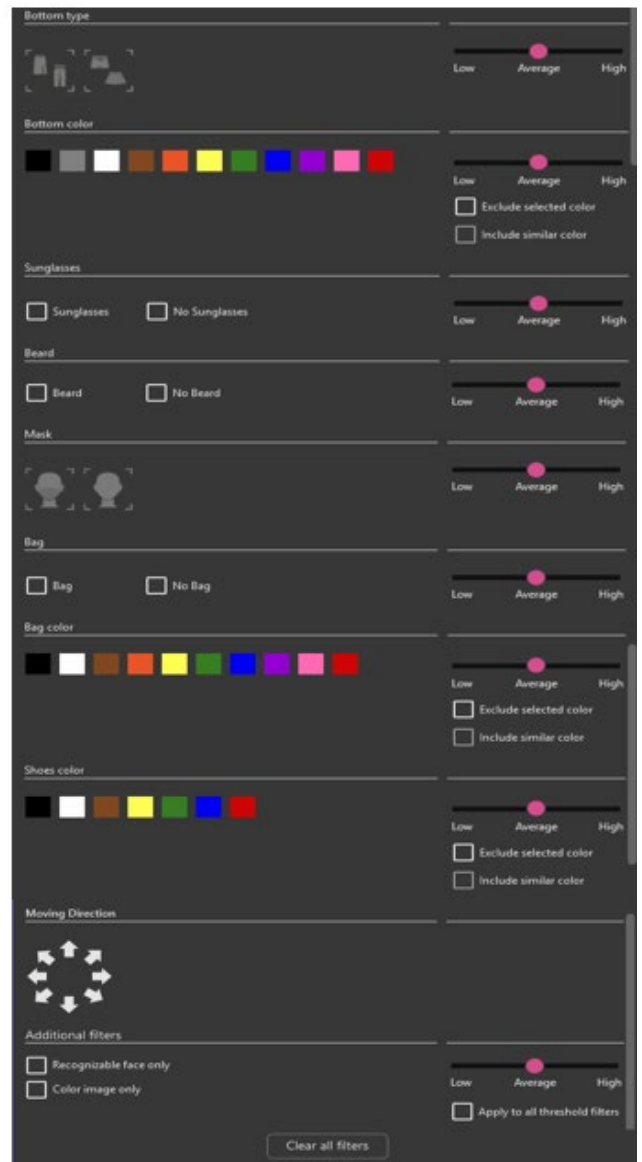 Bottom type
Low Average High
Bottom color
Low Average High
Exclude selected color
Include similar color
Sunglasses
Sunglasses No Sunglasses
Low Average High
Beard
Beard No Beard
Low Average High
Mask
Low Average High
Bag
Bag No Bag
Low Average High
Bag color
Low Average High
Exclude selected color
Include similar color
Shoes color
Low Average High
Exclude selected color
Include similar color
Moving Direction
Additional filters
Recognizable face only
Color image only
Low Average High
Apply to all threshold filters
Clear all filters